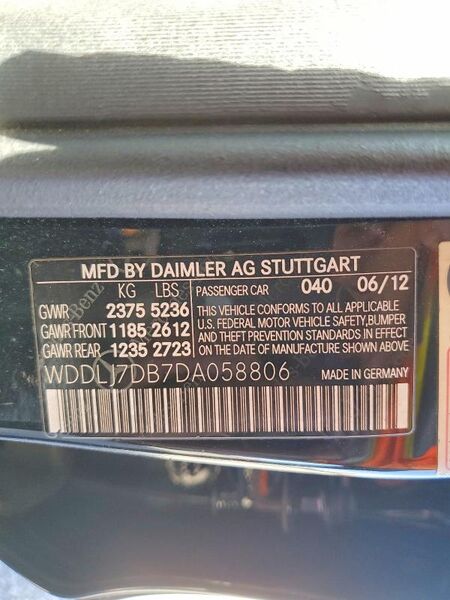 MFD BY DAIMLER AG STUTTGART
KG LBS
GVWR 2375 5236
GAWR FRONT 1185 2612
GAWR REAR 1235 2723
PASSENGER CAR 040 06/12
THIS VEHICLE CONFORMS TO ALL APPLICABLE
U.S. FEDERAL MOTOR VEHICLE SAFETY,BUMPER
AND THEFT PREVENTION STANDARDS IN EFFECT
ON THE DATE OF MANUFACTURE SHOWN ABOVE
WDDLJ7DB7DA058806 MADE IN GERMANY